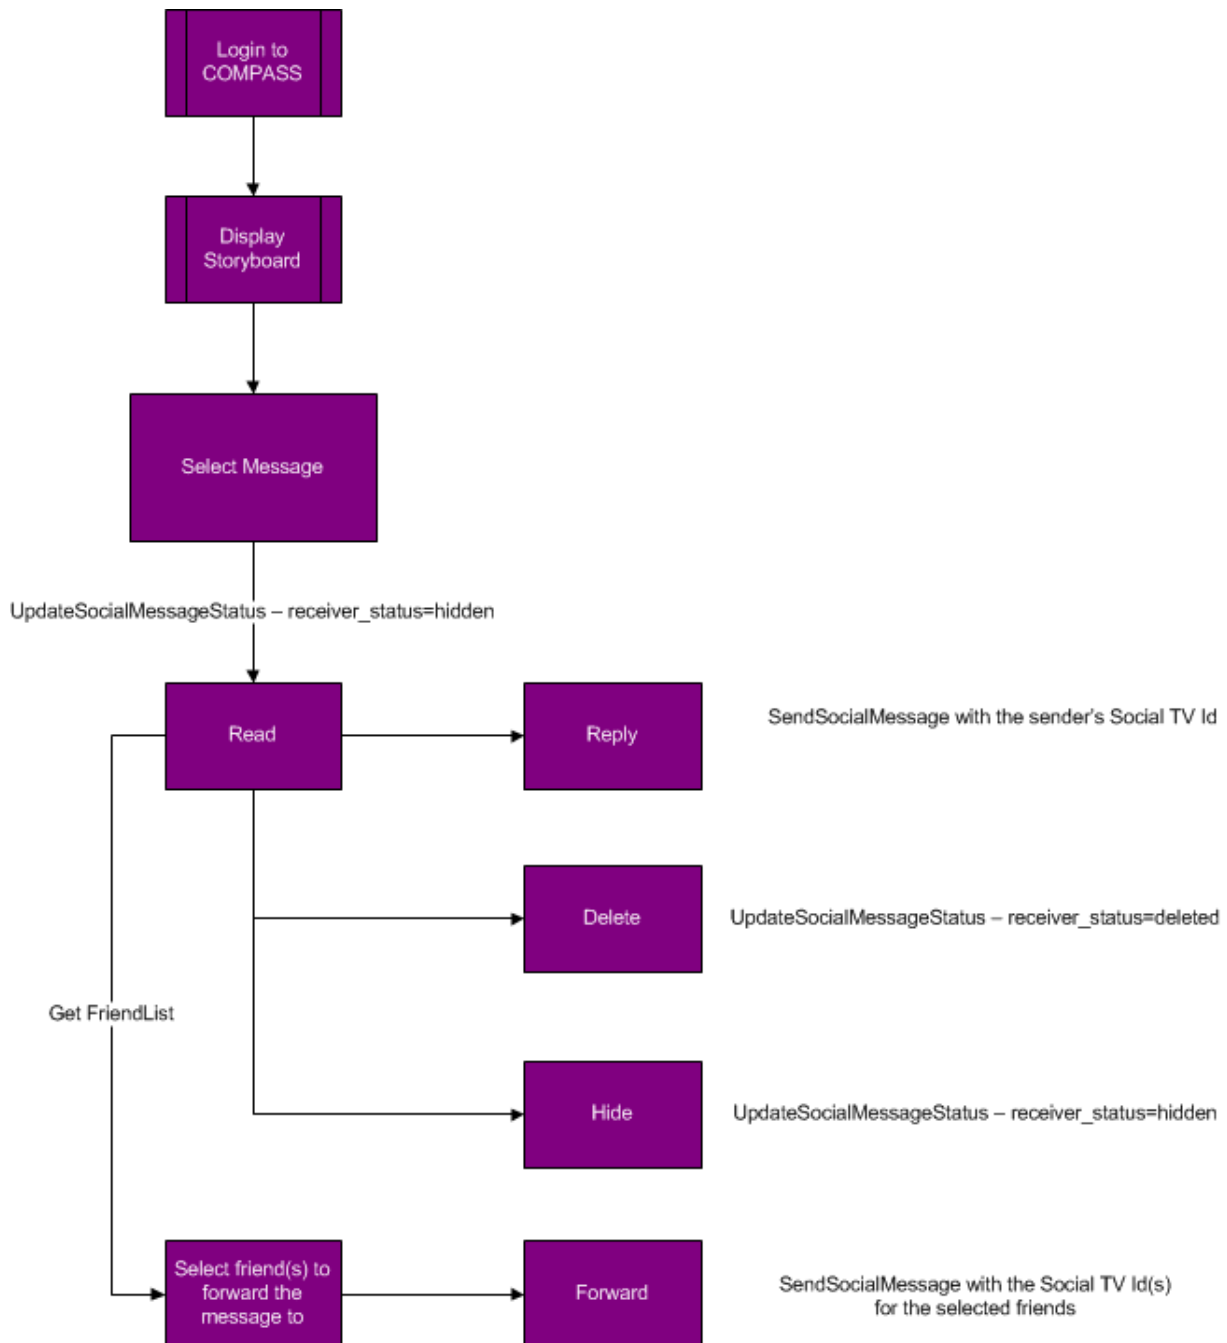 Login to
COMPASS
Display
Storyboard
Select Message
UpdateSocialMessageStatus – receiver_status=hidden
Read
Reply
SendSocialMessage with the sender's Social TV Id
Delete
UpdateSocialMessageStatus – receiver_status=deleted
Get FriendList
Hide
UpdateSocialMessageStatus – receiver_status=hidden
Select friend(s) to
forward the
message to
Forward
SendSocialMessage with the Social TV Id(s)
for the selected friends